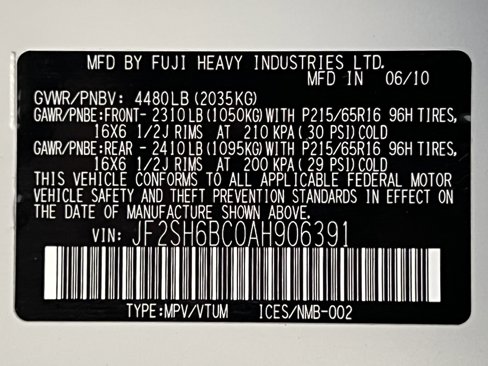 MFD BY FUJI HEAVY INDUSTRIES LTD.
MFD IN 06/10
GVWR/PNBV: 4480LB (2035KG)
GAWR/PNBE:FRONT- 2310LB (1050KG) WITH P215/65R16 96H TIRES,
16X6 1/2J RIMS AT 210 KPA (30 PSI) COLD
GAWR/PNBE:REAR - 2410LB (1095KG) WITH P215/65R16 96H TIRES,
16X6 1/2J RIMS AT 200 KPA (29 PSI) COLD
THIS VEHICLE CONFORMS TO ALL APPLICABLE FEDERAL MOTOR
VEHICLE SAFETY AND THEFT PREVENTION STANDARDS IN EFFECT ON
THE DATE OF MANUFACTURE SHOWN ABOVE.
VIN: JF2SH6BC0AH906391
TYPE:MPV/VTUM ICES/NMB-002